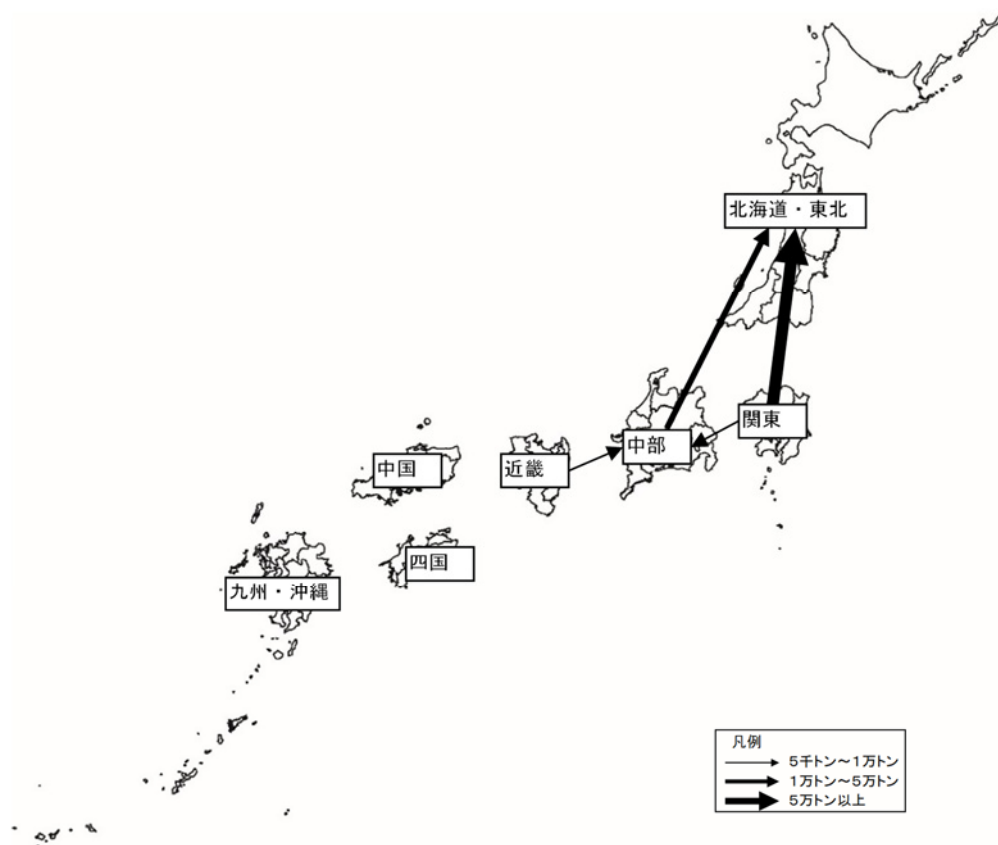 北海道・東北
関東
中部
近畿
中国
四国
九州・沖縄
凡例
５千トン～１万トン
１万トン～５万トン
５万トン以上